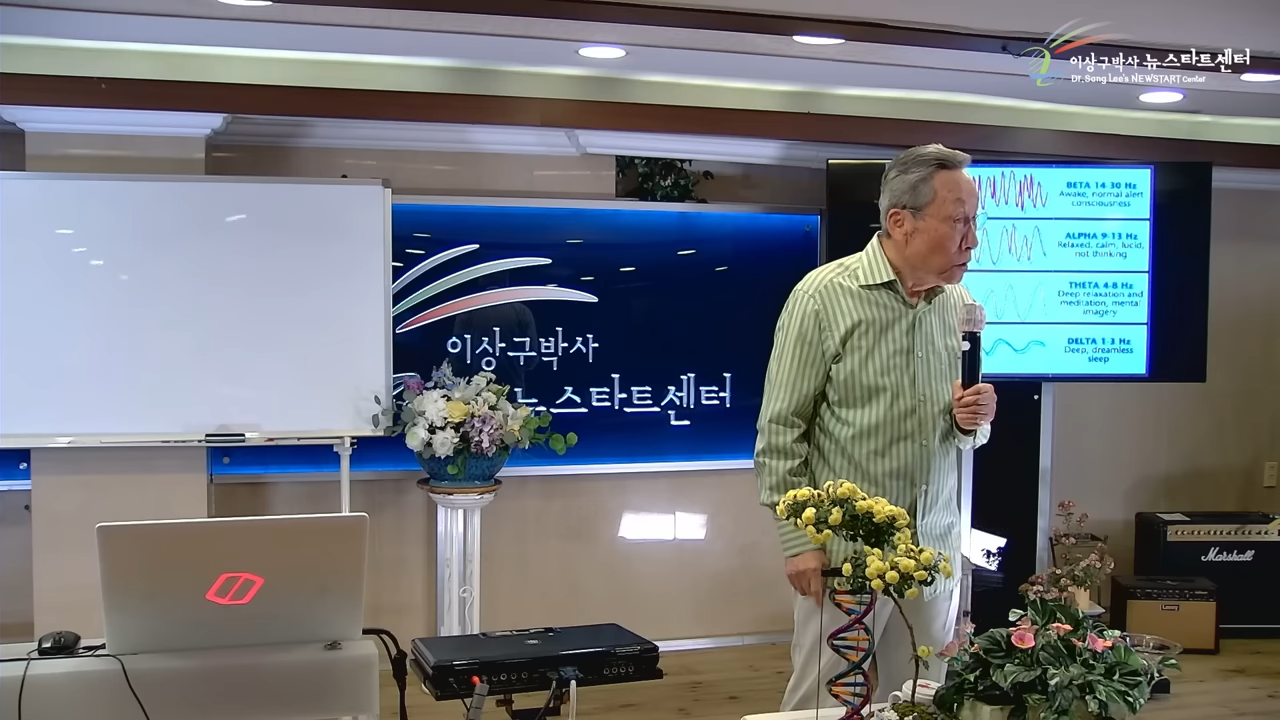 이상구박사 뉴스타트센터
Dr. Sang Lee's NEWSTART Center
BETA 14-30 Hz
Awake, normal alert
consciousness
ALPHA 9-13 Hz
Relaxed, calm, lucid,
not thinking
THETA 4-8 Hz
Deep relaxation and
meditation, mental
imagery
DELTA 1-3 Hz
Deep, dreamless
sleep
이상구박사
뉴스타트센터
Marshall
Laney